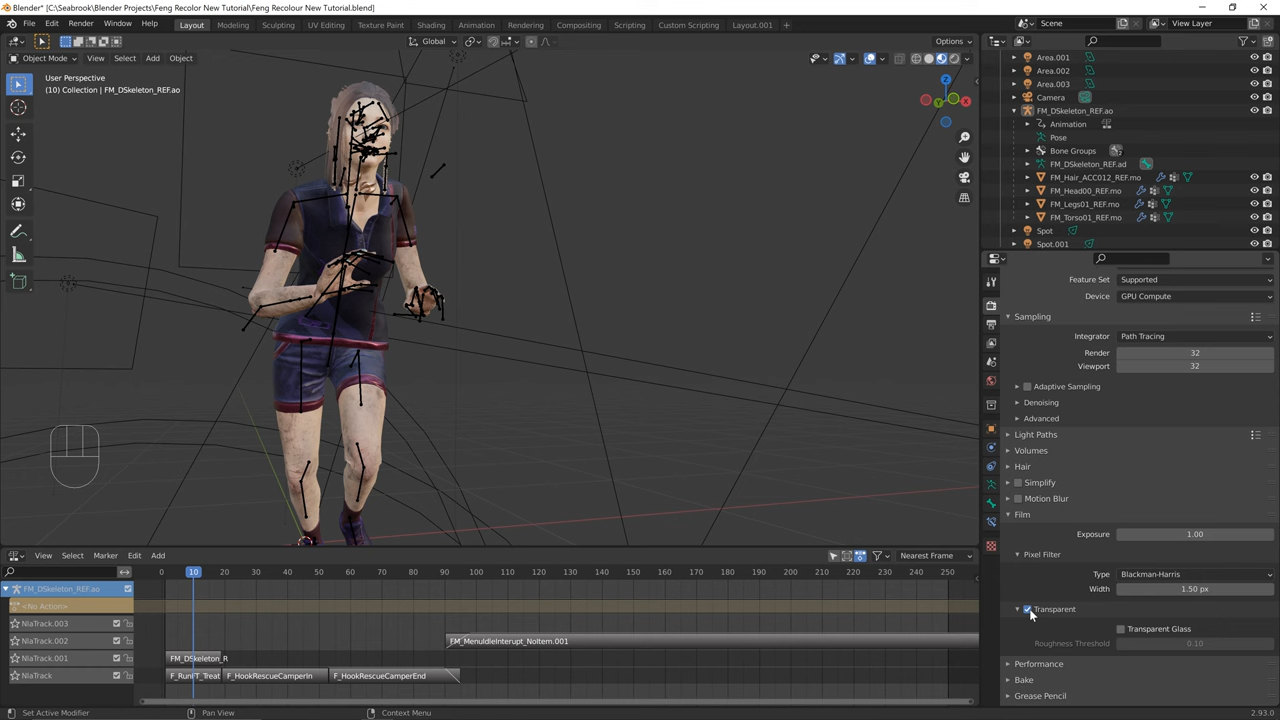 Blender* [C:\Seabrook\Blender Projects\Feng Recolor New Tutorial\Feng Recolour New Tutorial.blend]
File Edit Render Window Help Layout Modeling Sculpting UV Editing Texture Paint Shading Animation Rendering Compositing Scripting Custom Scripting Layout.001 + Scene View Layer
Global Options
Object Mode View Select Add Object
User Perspective
(10) Collection | FM_DSkeleton_REF.ao
Z
X
Y
Area.001
Area.002
Area.003
Camera
FM_DSkeleton_REF.ao
Animation
Pose
Bone Groups
FM_DSkeleton_REF.ad
FM_Hair_ACC012_REF.mo
FM_Head00_REF.mo
FM_Legs01_REF.mo
FM_Torso01_REF.mo
Spot
Spot.001
Feature Set Supported
Device GPU Compute
Sampling
Integrator Path Tracing
Render 32
Viewport 32
Adaptive Sampling
Denoising
Advanced
Light Paths
Volumes
Hair
Simplify
Motion Blur
Film
Exposure 1.00
Pixel Filter
Type Blackman-Harris
Width 1.50 px
Transparent
Transparent Glass
Roughness Threshold 0.10
Performance
Bake
Grease Pencil
View Select Marker Edit Add Nearest Frame
0 10 20 30 40 50 60 70 80 90 100 110 120 130 140 150 160 170 180 190 200 210 220 230 240 250
FM_DSkeleton_REF.ao
<No Action>
NlaTrack.003
NlaTrack.002 FM_MenuIdleInterupt_NoItem.001
NlaTrack.001 FM_DSkeleton_R
NlaTrack F_RunFT_Treat F_HookRescueCamperIn F_HookRescueCamperEnd
Set Active Modifier Pan View Context Menu 2.93.0